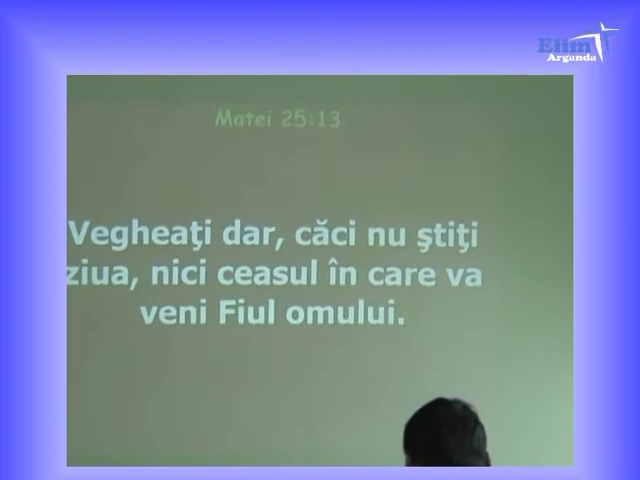 Elim
Arganda
Matei 25:13
Vegheaţi dar, căci nu ştiţi
ziua, nici ceasul în care va
veni Fiul omului.